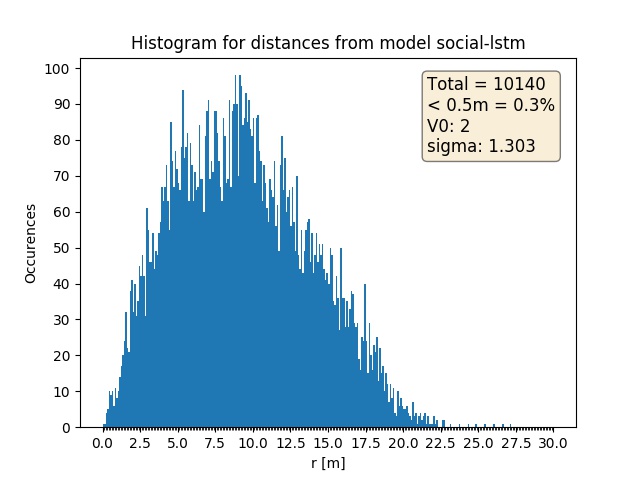 Histogram for distances from model social-lstm
Total = 10140
< 0.5m = 0.3%
V0: 2
sigma: 1.303
Occurences
100
90
80
70
60
50
40
30
20
10
0
0.0 2.5 5.0 7.5 10.0 12.5 15.0 17.5 20.0 22.5 25.0 27.5 30.0
r [m]